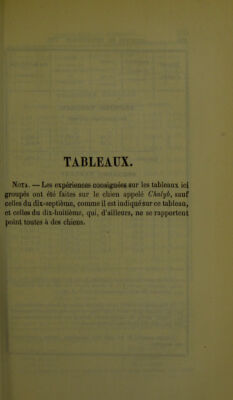 TABLEAUX.
Nota. — Les expériences consignées sur les tableaux ici
groupés ont été faites sur le chien appelé Chalyb, sauf
celles du dix-septième, comme il est indiqué sur ce tableau,
et celles du dix-huitième, qui, d'ailleurs, ne se rapportent
point toutes à des chiens.